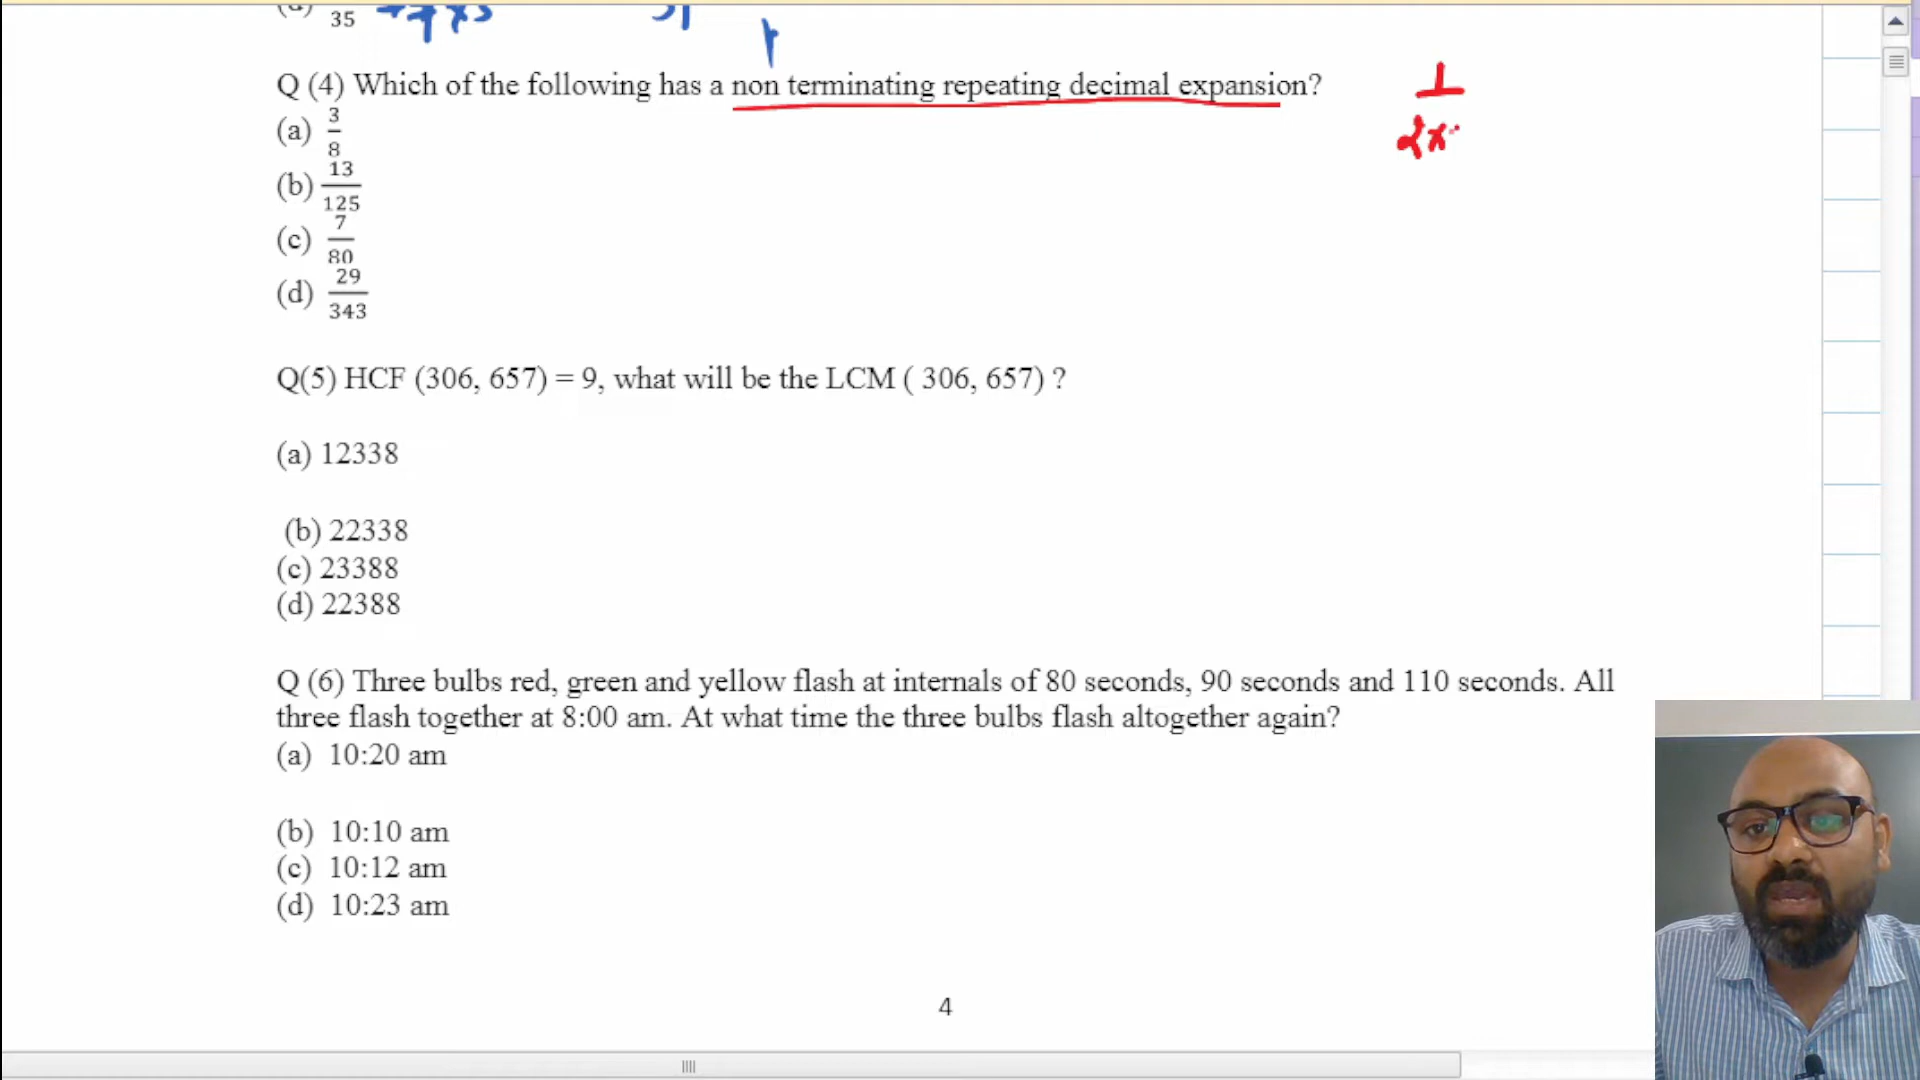 35
Q (4) Which of the following has a non terminating repeating decimal expansion?
1
2×
(a) 3/8
(b) 13/125
(c) 7/80
(d) 29/343
Q(5) HCF (306, 657) = 9, what will be the LCM ( 306, 657) ?
(a) 12338
(b) 22338
(c) 23388
(d) 22388
Q (6) Three bulbs red, green and yellow flash at internals of 80 seconds, 90 seconds and 110 seconds. All
three flash together at 8:00 am. At what time the three bulbs flash altogether again?
(a) 10:20 am
(b) 10:10 am
(c) 10:12 am
(d) 10:23 am
4